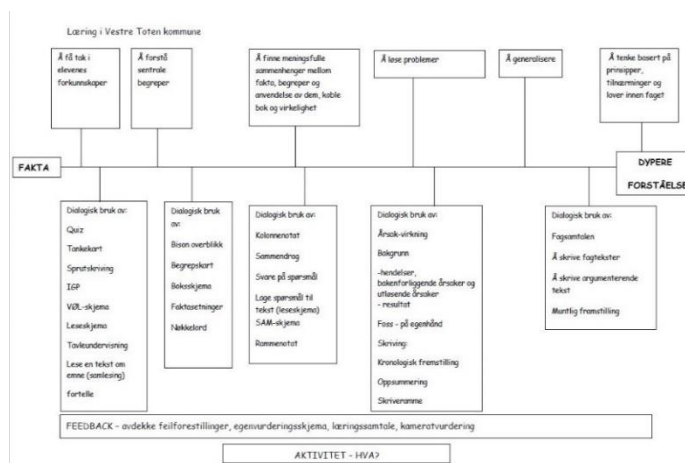 Læring i Vestre Toten kommune
Å få tak i
elevenes
forkunnskaper
Å forstå
sentrale
begreper
Å finne meningsfulle
sammenhenger mellom
fakta, begreper og
anvendelse av dem, koble
bok og virkelighet
Å løse problemer
Å generalisere
Å tenke basert på
prinsipper,
tilnærminger og
lover innen faget
FAKTA
DYPERE
FORSTÅELSE
Dialogisk bruk av:
Quiz
Tankekart
Sprutskriving
IGP
VØL-skjema
Leseskjema
Tavleundervisning
Lese en tekst om
emne (samlesing)
fortelle
Dialogisk bruk
av:
Bison overblikk
Begrepskart
Boksskjema
Faktasetninger
Nøkkelord
Dialogisk bruk av:
Kolonnenotat
Sammendrag
Svare på spørsmål
Lage spørsmål til
tekst (leseskjema)
SAM-skjema
Rammenotat
Dialogisk bruk av:
Årsak-virkning
Bakgrunn
-hendelser,
bakenforliggende årsaker og
utløsende årsaker
- resultat
Foss - på egenhånd
Skriving:
Kronologisk fremstilling
Oppsummering
Skriveramme
Dialogisk bruk av:
Fagsamtalen
Å skrive fagtekster
Å skrive argumenterende
tekst
Muntlig framstilling
FEEDBACK – avdekke feilforestillinger, egenvurderingsskjema, læringssamtale, kameratvurdering
AKTIVITET – HVA?